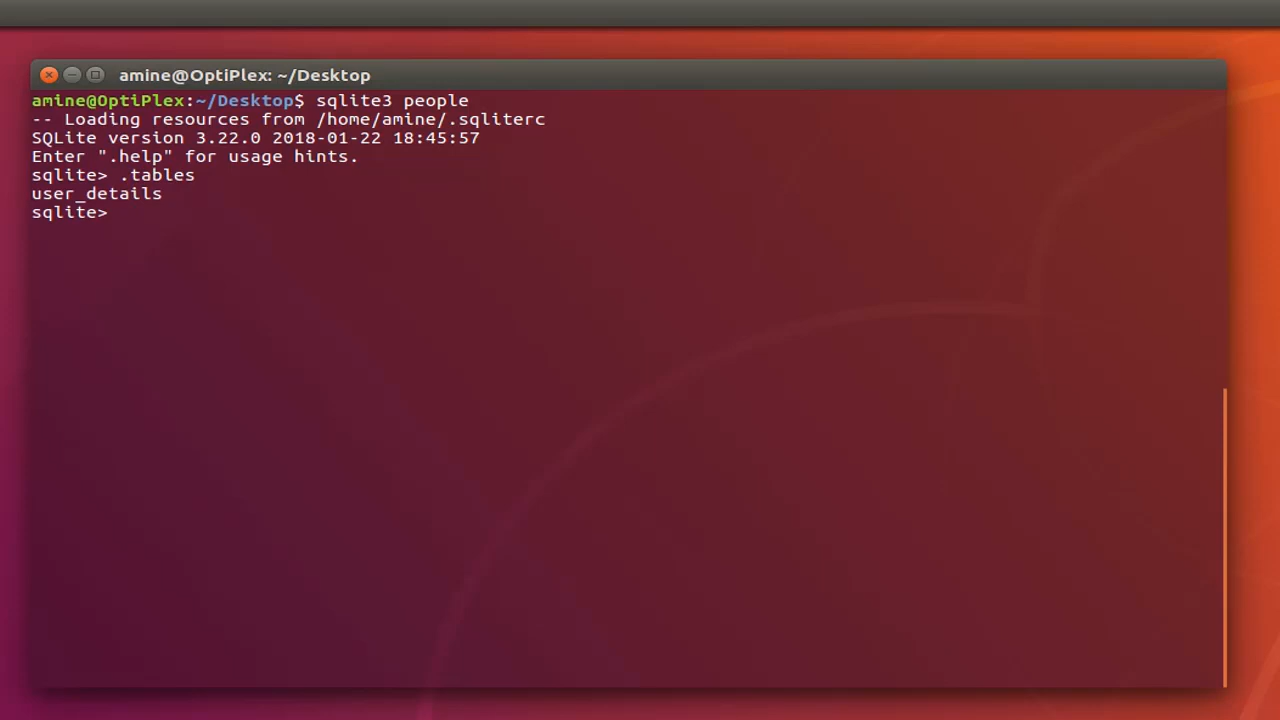 amine@OptiPlex: ~/Desktop
amine@OptiPlex:~/Desktop$ sqlite3 people
-- Loading resources from /home/amine/.sqliterc
SQLite version 3.22.0 2018-01-22 18:45:57
Enter ".help" for usage hints.
sqlite> .tables
user_details
sqlite>